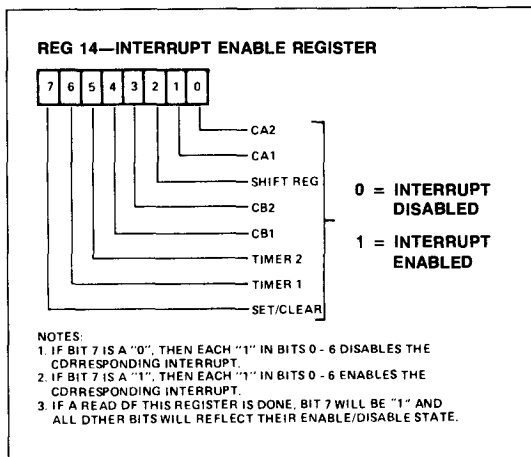 REG 14—INTERRUPT ENABLE REGISTER
7 6 5 4 3 2 1 0
CA2
CA1
SHIFT REG
CB2
CB1
TIMER 2
TIMER 1
SET/CLEAR
0 = INTERRUPT
DISABLED
1 = INTERRUPT
ENABLED
NOTES:
1. IF BIT 7 IS A "0", THEN EACH "1" IN BITS 0 - 6 DISABLES THE
CORRESPONDING INTERRUPT.
2. IF BIT 7 IS A "1", THEN EACH "1" IN BITS 0 - 6 ENABLES THE
CORRESPONDING INTERRUPT.
3. IF A READ OF THIS REGISTER IS DONE, BIT 7 WILL BE "1" AND
ALL OTHER BITS WILL REFLECT THEIR ENABLE/DISABLE STATE.